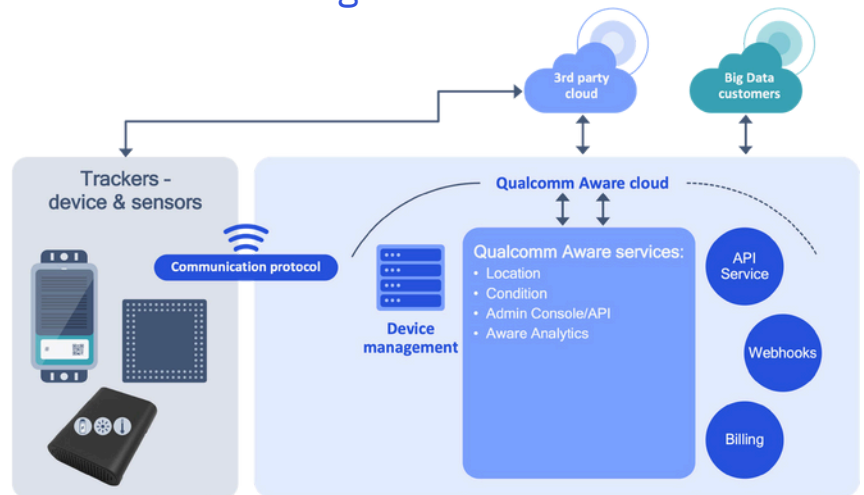 3rd party
cloud
Big Data
customers
Trackers -
device & sensors
Qualcomm Aware cloud
Communication protocol
Device
management
Qualcomm Aware services:
• Location
• Condition
• Admin Console/API
• Aware Analytics
API
Service
Webhooks
Billing